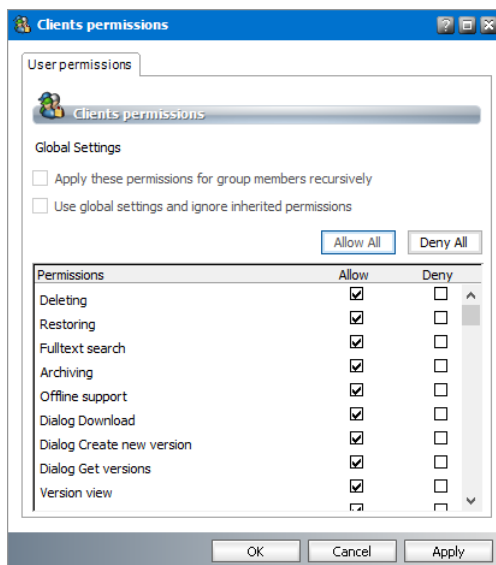 Clients permissions
User permissions
Clients permissions
Global Settings
Apply these permissions for group members recursively
Use global settings and ignore inherited permissions
Allow All Deny All
Permissions Allow Deny
Deleting
Restoring
Fulltext search
Archiving
Offline support
Dialog Download
Dialog Create new version
Dialog Get versions
Version view
OK Cancel Apply